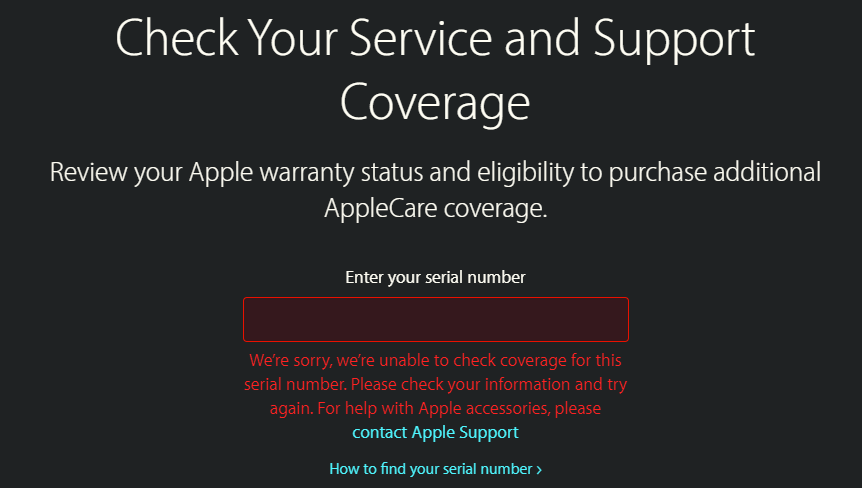 Check Your Service and Support
Coverage
Review your Apple warranty status and eligibility to purchase additional
AppleCare coverage.
Enter your serial number
We're sorry, we're unable to check coverage for this
serial number. Please check your information and try
again. For help with Apple accessories, please
contact Apple Support
How to find your serial number ›